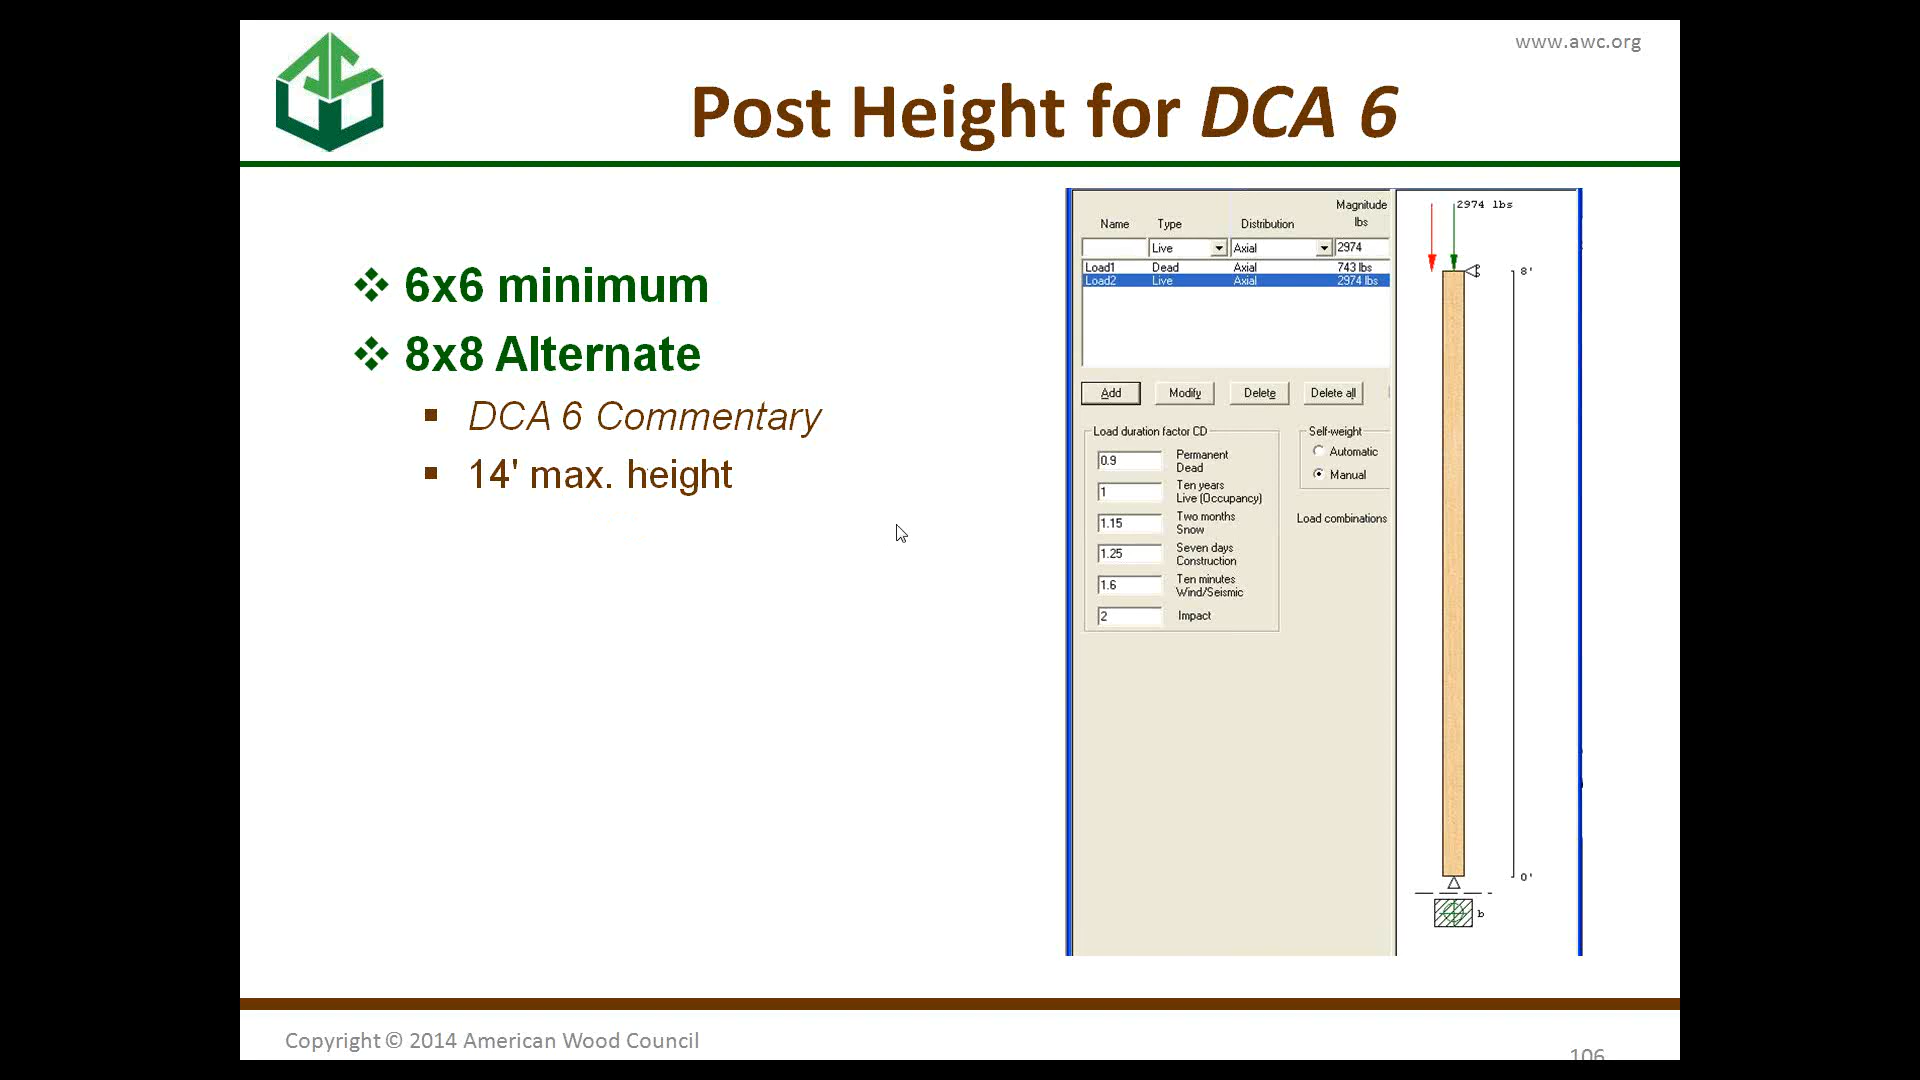 www.awc.org
Post Height for DCA 6
6x6 minimum
8x8 Alternate
DCA 6 Commentary
14' max. height
Magnitude
Name Type Distribution lbs
Live Axial 2974
Load1 Dead Axial 743 lbs
Load2 Live Axial 2974 lbs
Add Modify Delete Delete all
Load duration factor CD
0.9 Permanent
Dead
1 Ten years
Live (Occupancy)
1.15 Two months
Snow
1.25 Seven days
Construction
1.6 Ten minutes
Wind/Seismic
2 Impact
Self-weight
Automatic
Manual
Load combinations
2974 lbs
8'
0'
b
Copyright © 2014 American Wood Council
106